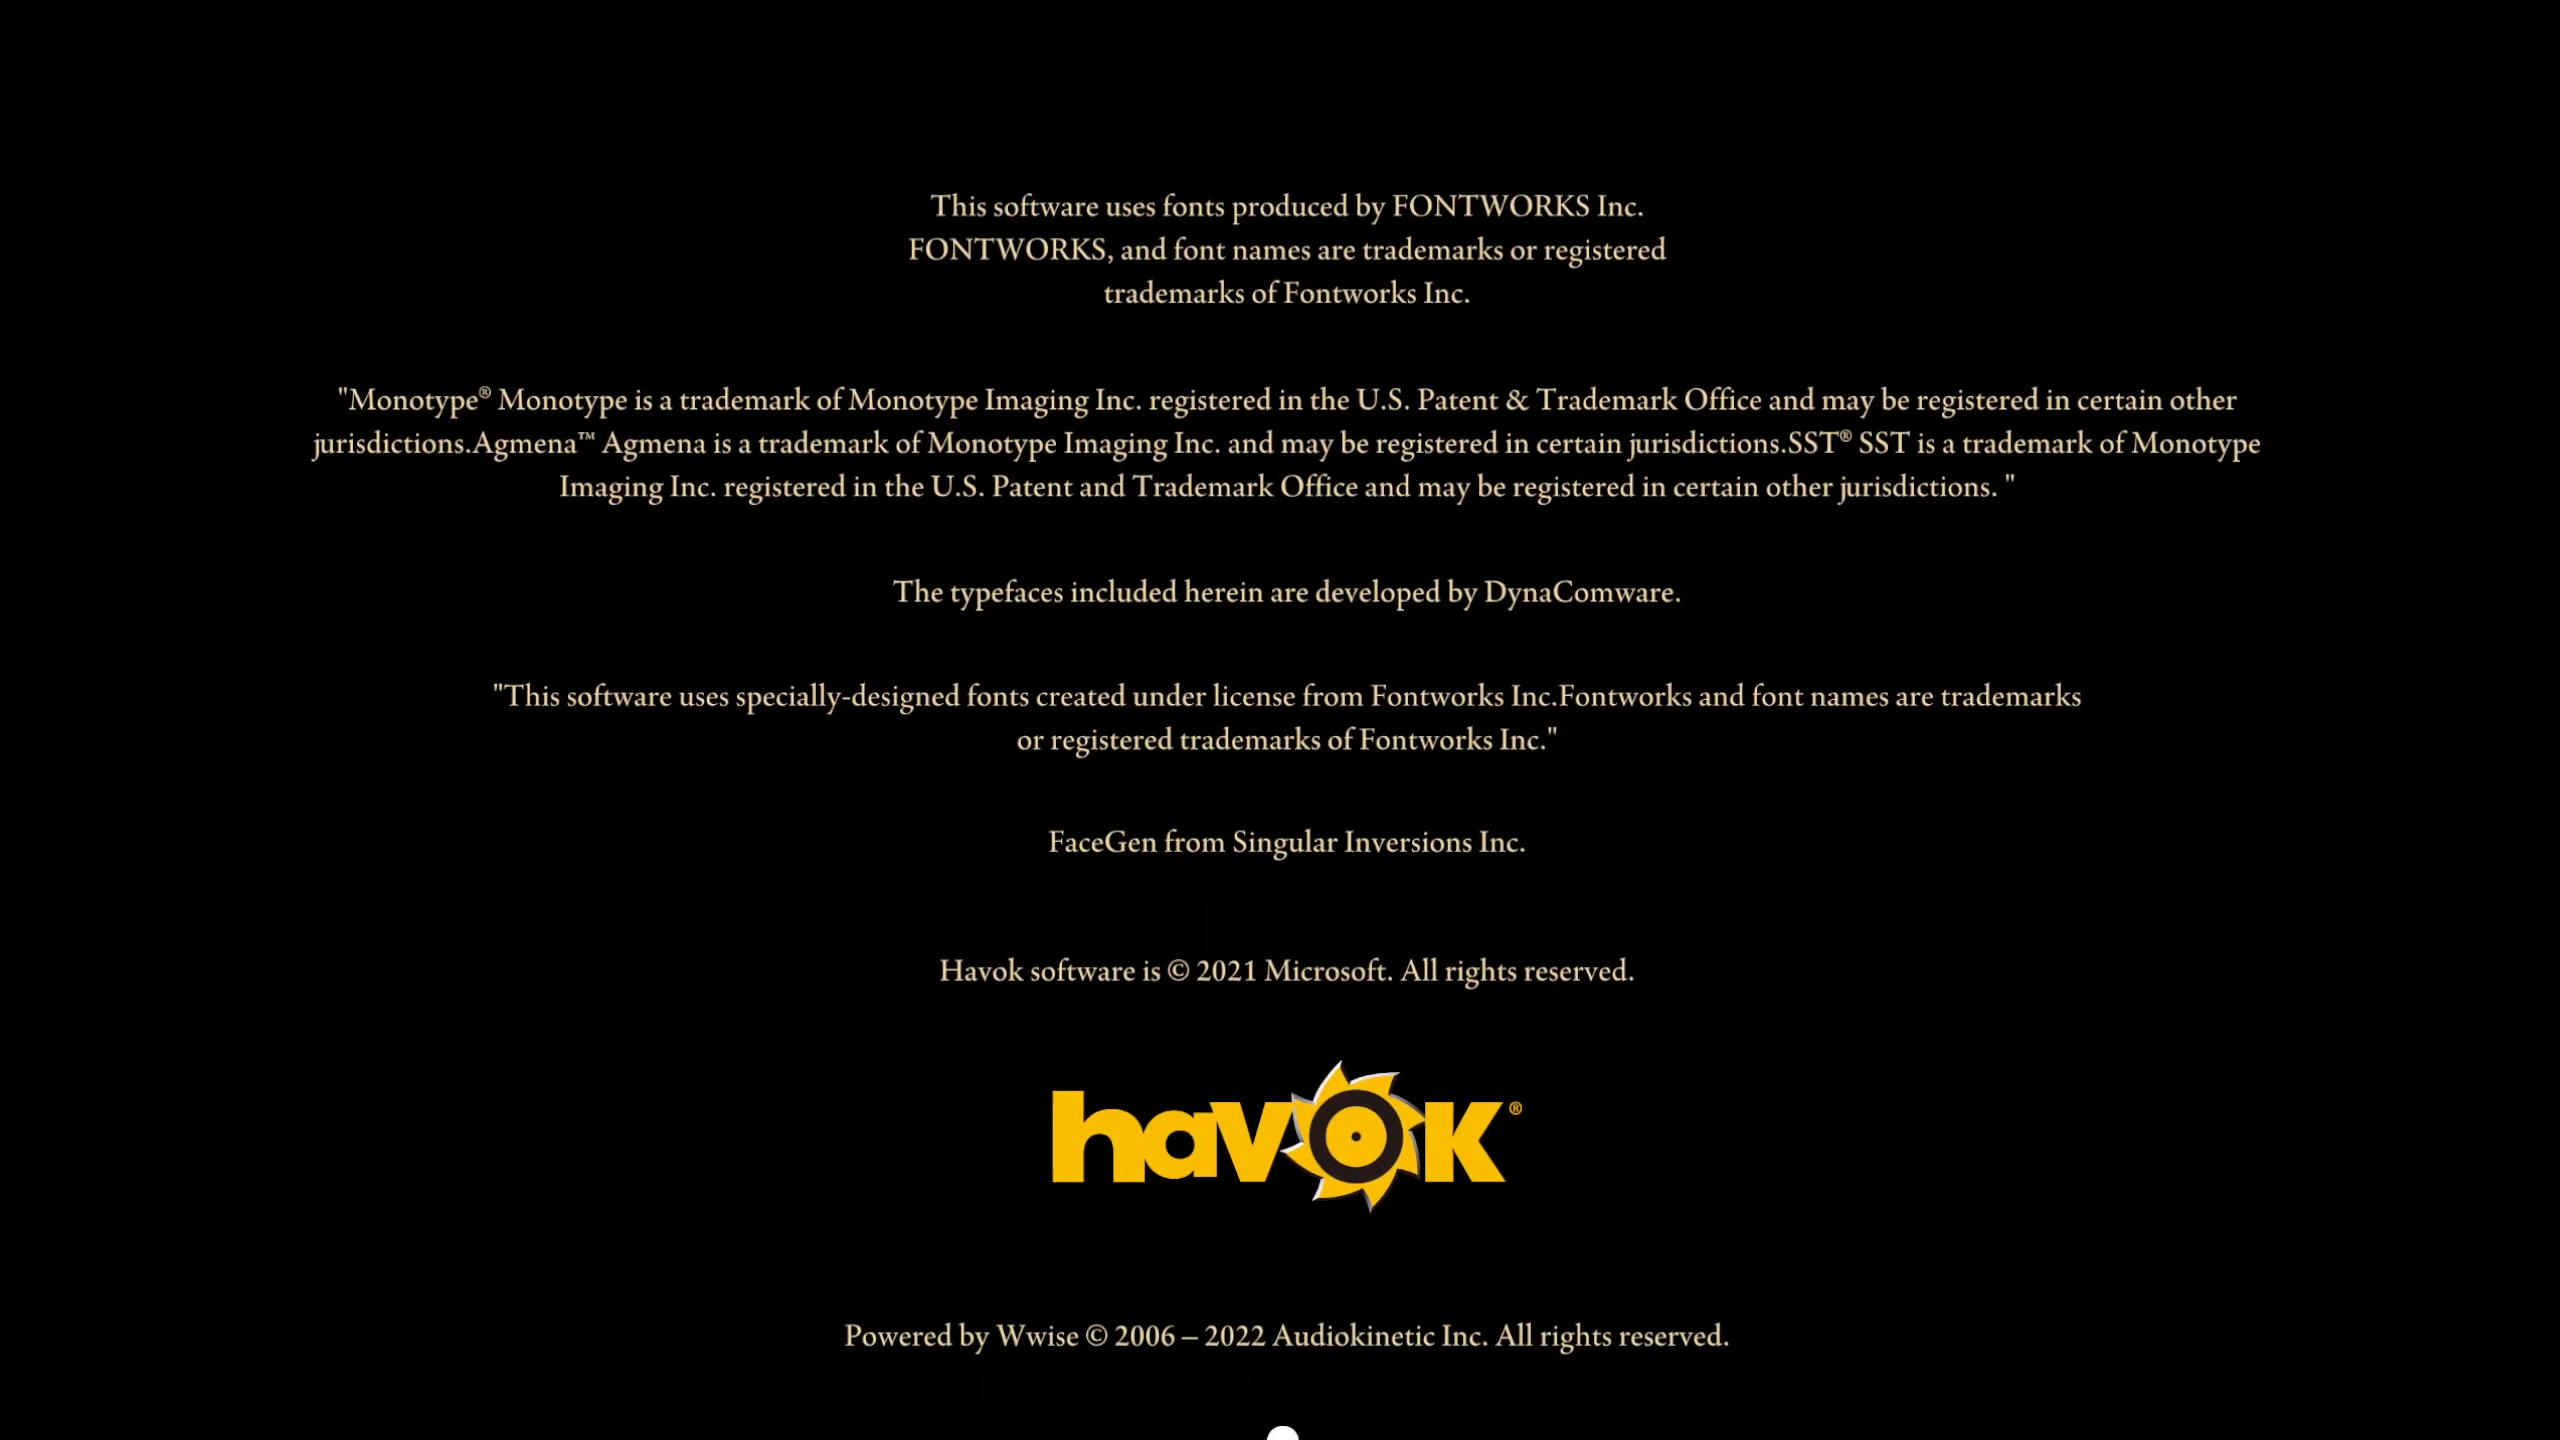 This software uses fonts produced by FONTWORKS Inc.
FONTWORKS, and font names are trademarks or registered
trademarks of Fontworks Inc.
"Monotype® Monotype is a trademark of Monotype Imaging Inc. registered in the U.S. Patent & Trademark Office and may be registered in certain other
jurisdictions.Agmena™ Agmena is a trademark of Monotype Imaging Inc. and may be registered in certain jurisdictions.SST® SST is a trademark of Monotype
Imaging Inc. registered in the U.S. Patent and Trademark Office and may be registered in certain other jurisdictions. "
The typefaces included herein are developed by DynaComware.
"This software uses specially-designed fonts created under license from Fontworks Inc.Fontworks and font names are trademarks
or registered trademarks of Fontworks Inc."
FaceGen from Singular Inversions Inc.
Havok software is © 2021 Microsoft. All rights reserved.
havok®
Powered by Wwise © 2006 – 2022 Audiokinetic Inc. All rights reserved.